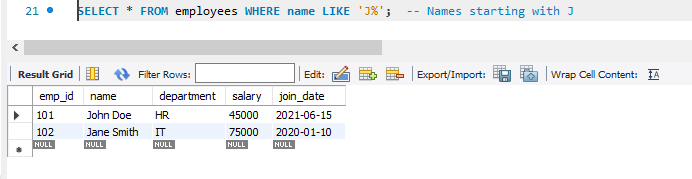 21 SELECT * FROM employees WHERE name LIKE 'J%'; -- Names starting with J
Result Grid Filter Rows: Edit: Export/Import: Wrap Cell Content: IA
emp_id name department salary join_date
101 John Doe HR 45000 2021-06-15
102 Jane Smith IT 75000 2020-01-10
NULL NULL NULL NULL NULL